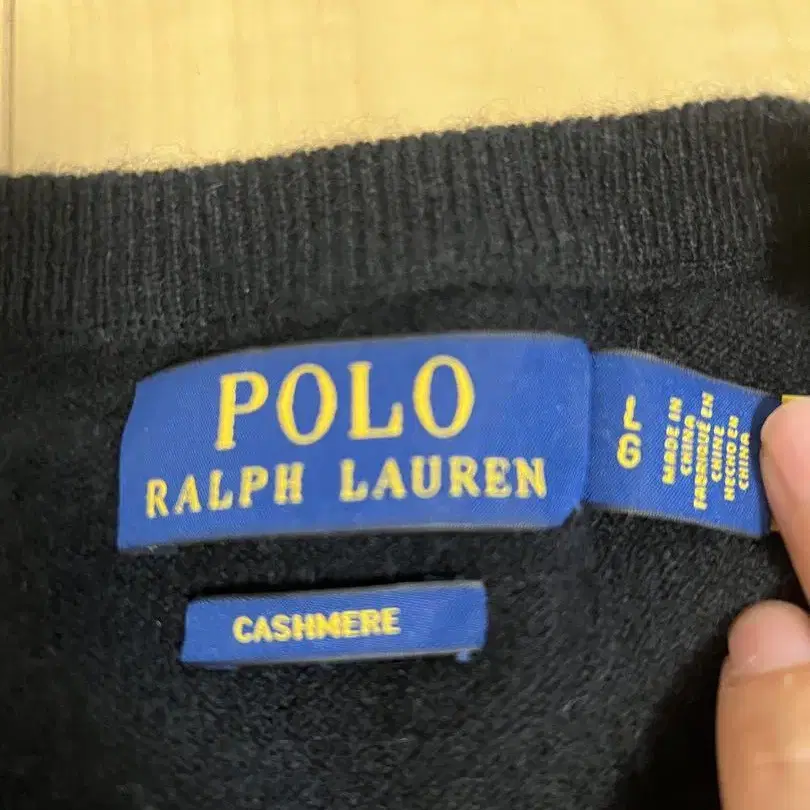 POLO
RALPH LAUREN
L
G
MADE IN
CHINA
FABRIQUÉ EN
CHINE
HECHO EN
CHINA
CASHMERE